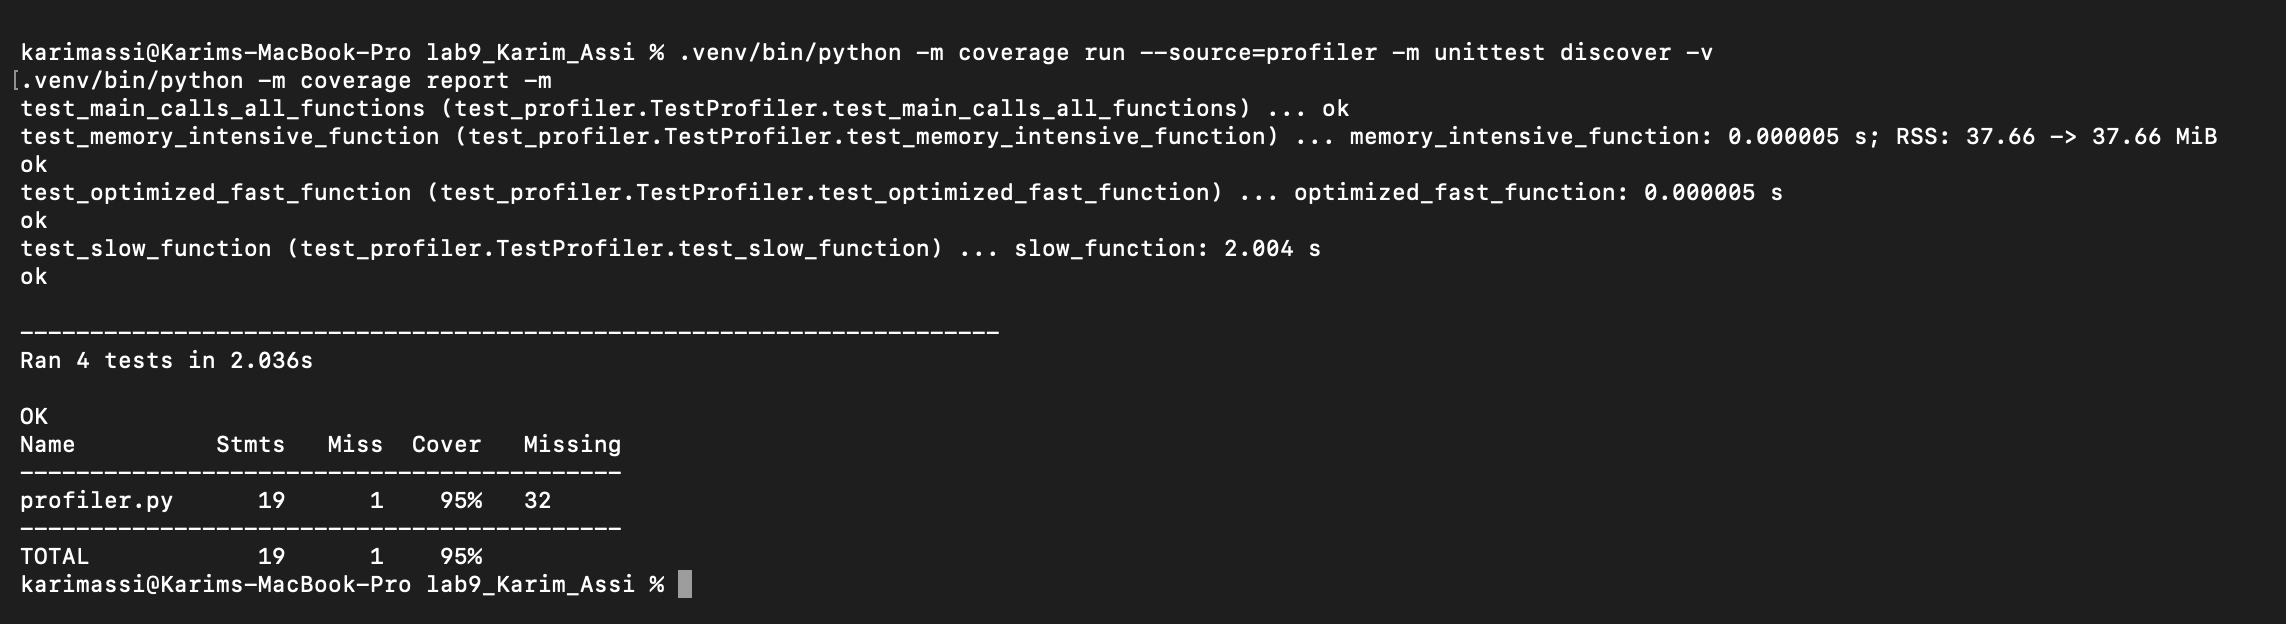 karimassi@Karims-MacBook-Pro lab9_Karim_Assi % .venv/bin/python -m coverage run --source=profiler -m unittest discover -v
[.venv/bin/python -m coverage report -m
test_main_calls_all_functions (test_profiler.TestProfiler.test_main_calls_all_functions) ... ok
test_memory_intensive_function (test_profiler.TestProfiler.test_memory_intensive_function) ... memory_intensive_function: 0.000005 s; RSS: 37.66 -> 37.66 MiB
ok
test_optimized_fast_function (test_profiler.TestProfiler.test_optimized_fast_function) ... optimized_fast_function: 0.000005 s
ok
test_slow_function (test_profiler.TestProfiler.test_slow_function) ... slow_function: 2.004 s
ok

----------------------------------------------------------------------
Ran 4 tests in 2.036s

OK
Name          Stmts   Miss  Cover   Missing
-------------------------------------------
profiler.py      19      1    95%   32
-------------------------------------------
TOTAL            19      1    95%
karimassi@Karims-MacBook-Pro lab9_Karim_Assi %